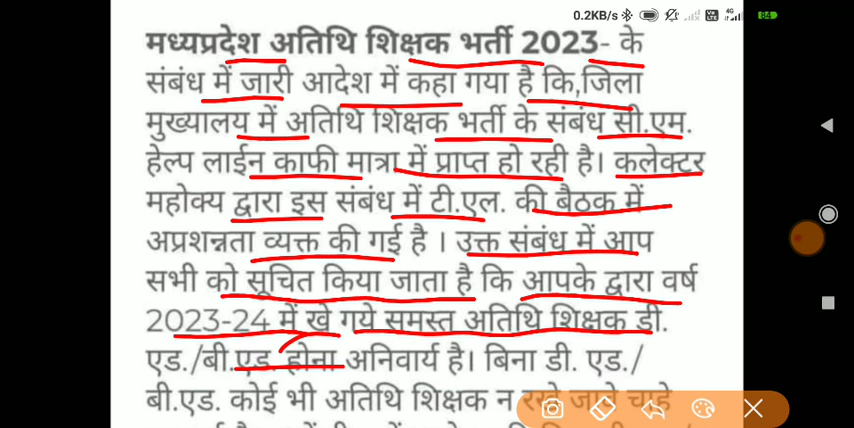 0.2KB/s
4G
84
मध्यप्रदेश अतिथि शिक्षक भर्ती 2023- के
संबंध में जारी आदेश में कहा गया है कि,जिला
मुख्यालय में अतिथि शिक्षक भर्ती के संबंध सी.एम.
हेल्प लाईन काफी मात्रा में प्राप्त हो रही है। कलेक्टर
महोक्य द्वारा इस संबंध में टी.एल. की बैठक में
अप्रशन्नता व्यक्त की गई है । उक्त संबंध में आप
सभी को सूचित किया जाता है कि आपके द्वारा वर्ष
2023-24 में खे गये समस्त अतिथि शिक्षक डी.
एड./बी.एड. होना अनिवार्य है। बिना डी. एड./
बी.एड. कोई भी अतिथि शिक्षक न रखे जावे चाहे